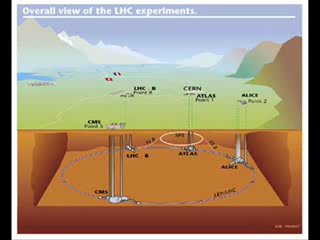 Overall view of the LHC experiments.
LHC - B
Point 8
CERN
ATLAS
Point 1
ALICE
Point 2
CMS
Point 5
SPS
LHC - B
ATLAS
ALICE
CMS
LEP/LHC